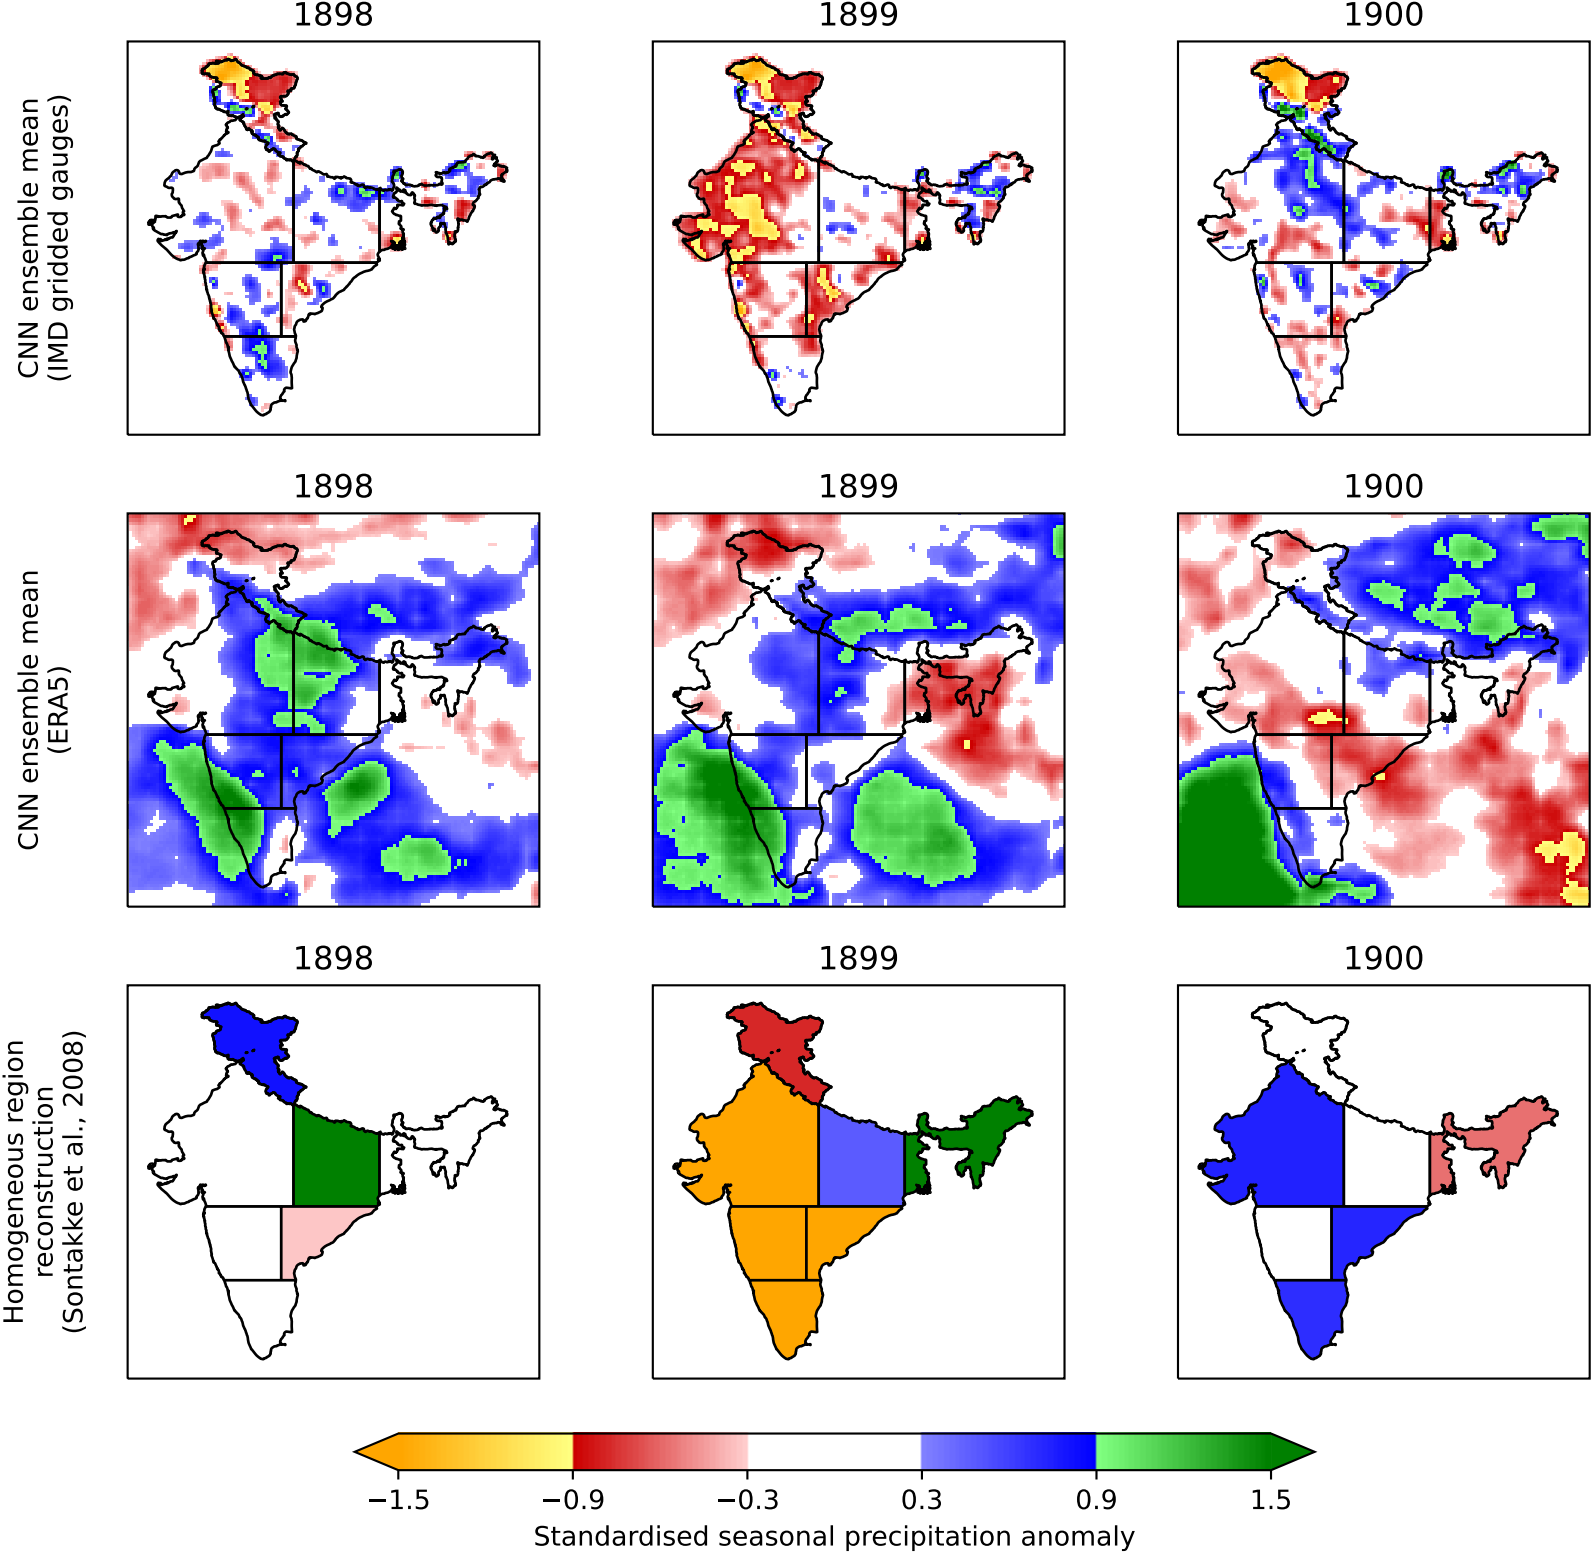 1898
1899
1900
CNN ensemble mean
(IMD gridded gauges)
1898
1899
1900
CNN ensemble mean
(ERA5)
1898
1899
1900
Homogeneous region
reconstruction
(Sontakke et al., 2008)
−1.5
−0.9
−0.3
0.3
0.9
1.5
Standardised seasonal precipitation anomaly